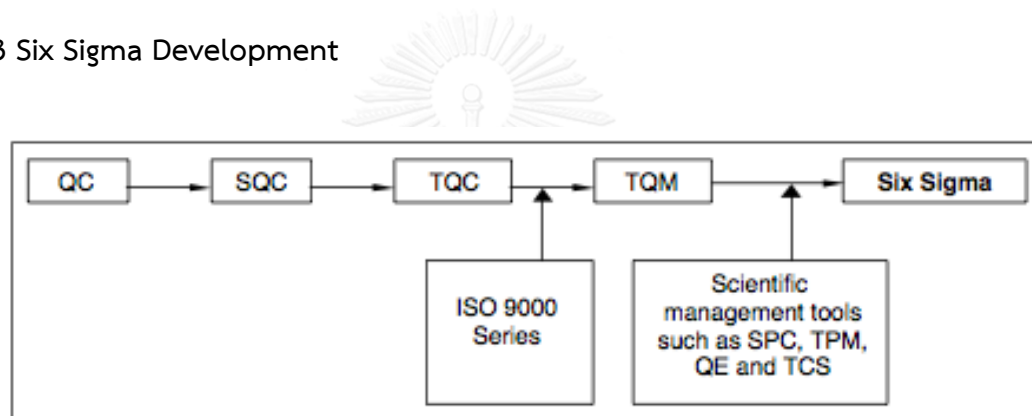 3 Six Sigma Development
QC
SQC
TQC
TQM
Six Sigma
ISO 9000
Series
Scientific
management tools
such as SPC, TPM,
QE and TCS